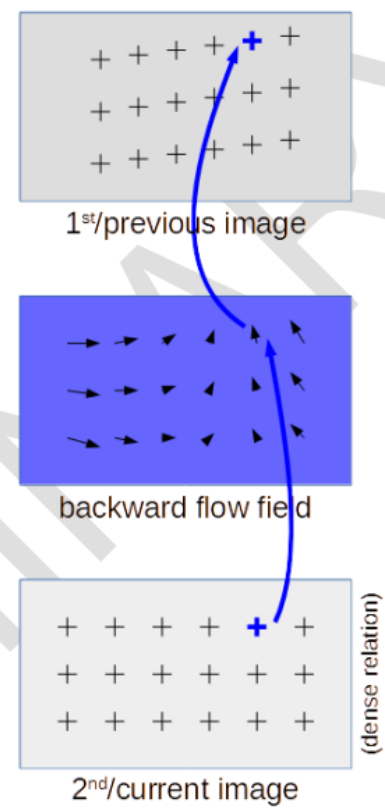 1st/previous image
backward flow field
(dense relation)
2nd/current image